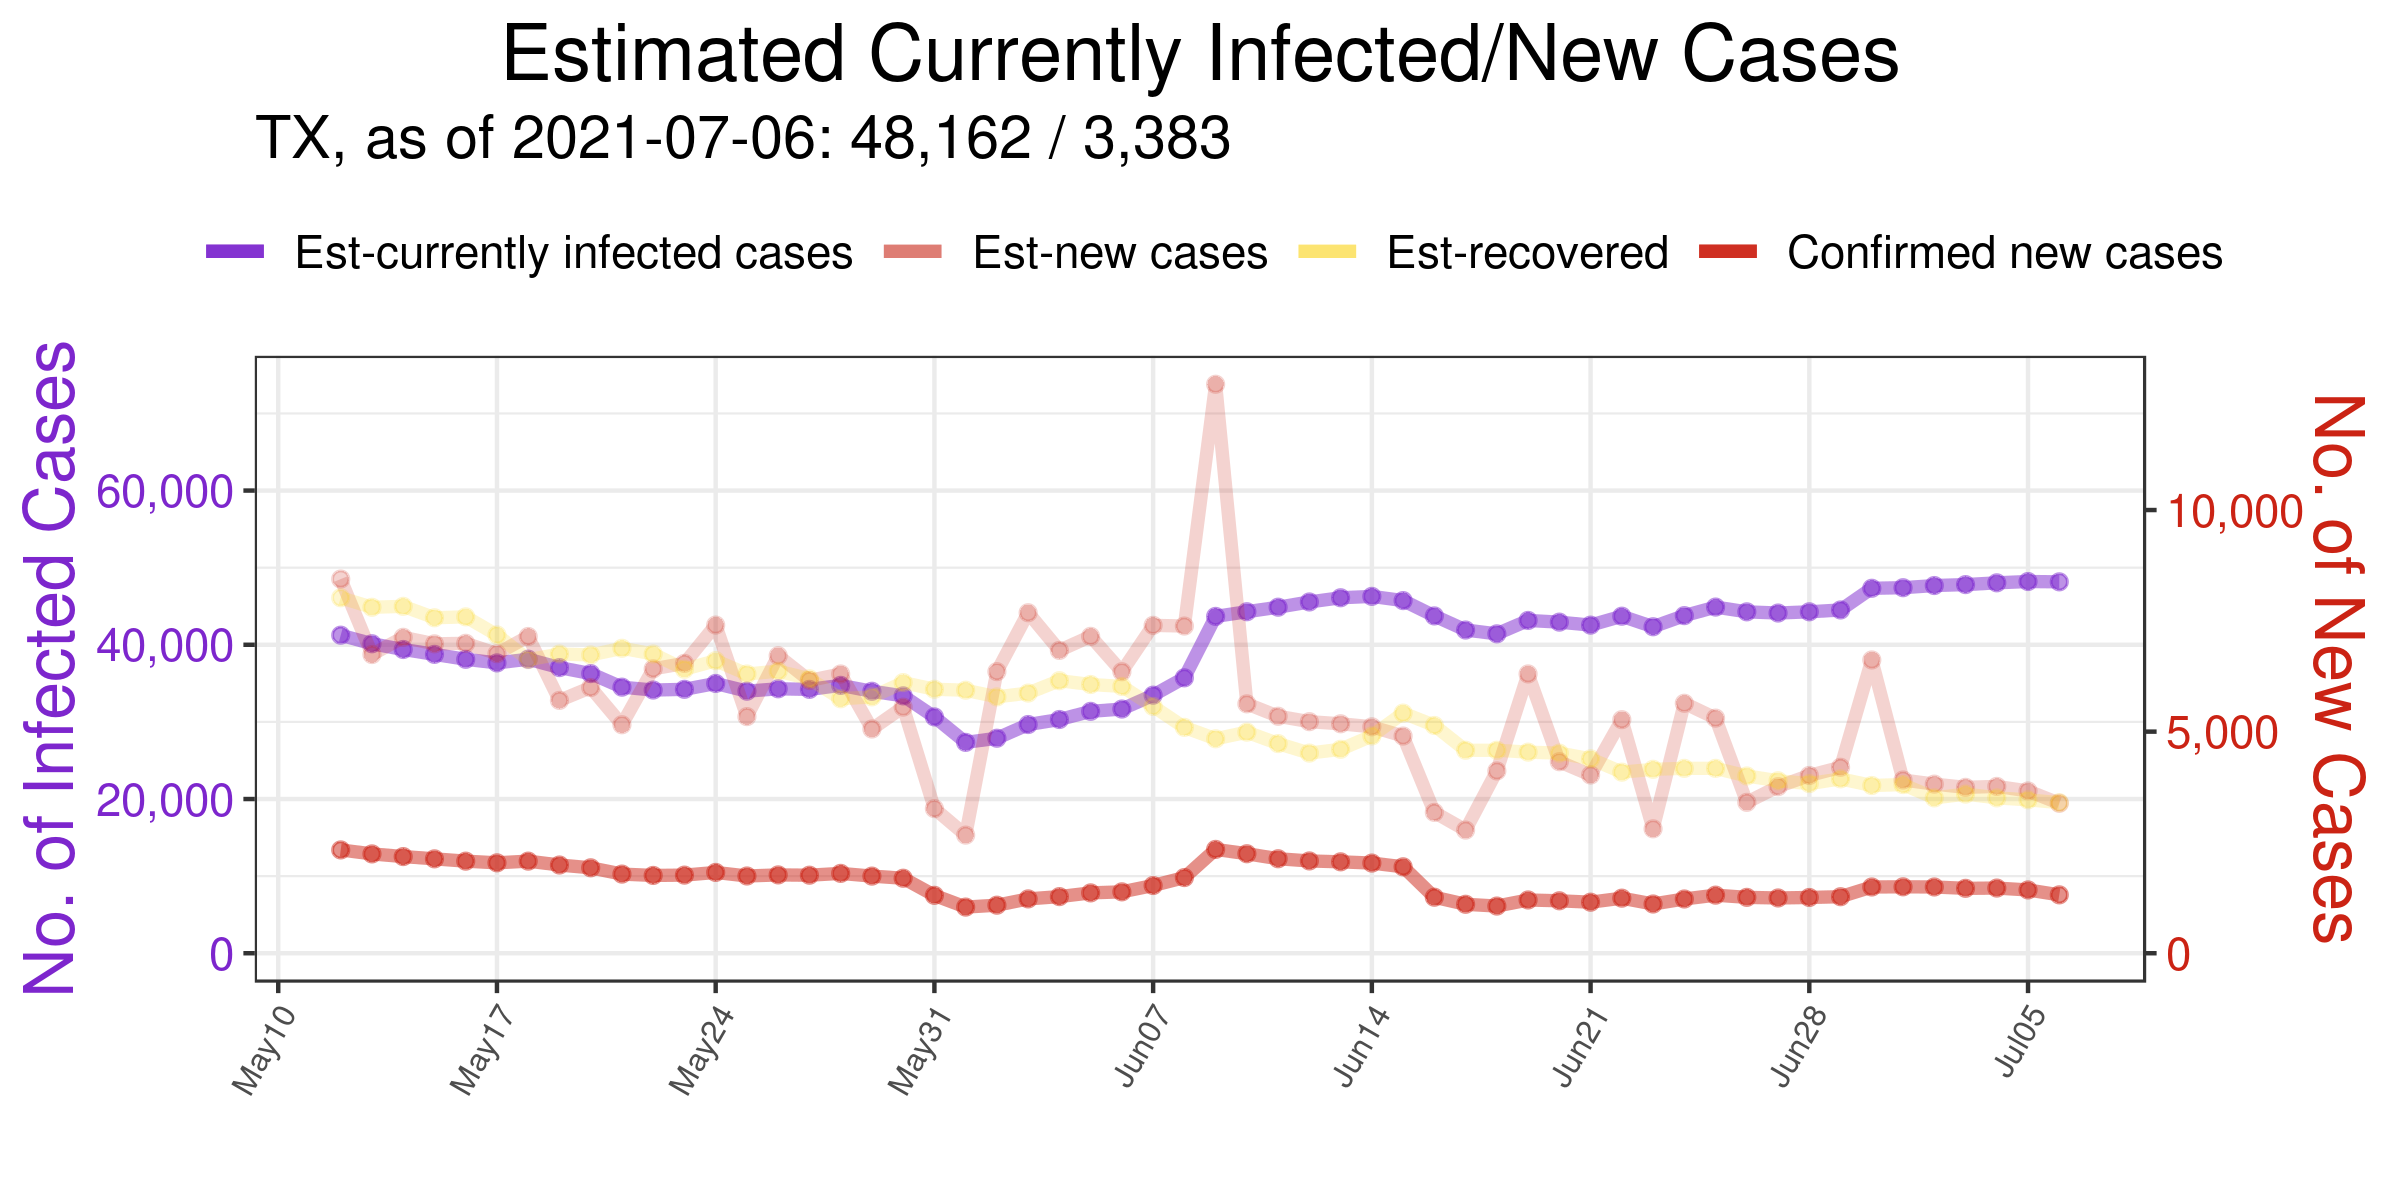 Estimated Currently Infected/New Cases
TX, as of 2021-07-06: 48,162 / 3,383
Est-currently infected cases Est-new cases Est-recovered Confirmed new cases
No. of Infected Cases
60,000
40,000
20,000
0
10,000
5,000
0
No. of New Cases
May10 May17 May24 May31 Jun07 Jun14 Jun21 Jun28 Jul05